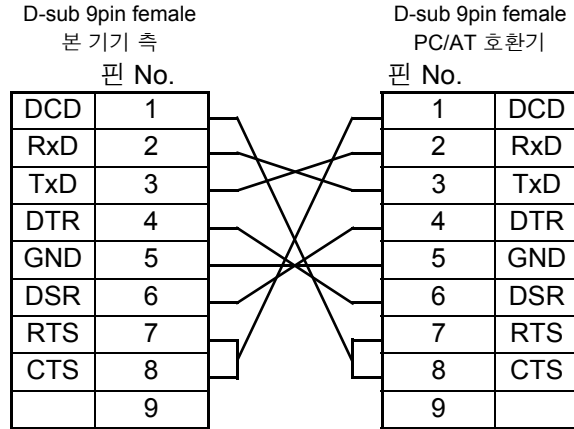 D-sub 9pin female D-sub 9pin female
본 기기 측 PC/AT 호환기
핀 No. 핀 No.
DCD 1 1 DCD
RxD 2 2 RxD
TxD 3 3 TxD
DTR 4 4 DTR
GND 5 5 GND
DSR 6 6 DSR
RTS 7 7 RTS
CTS 8 8 CTS
9 9